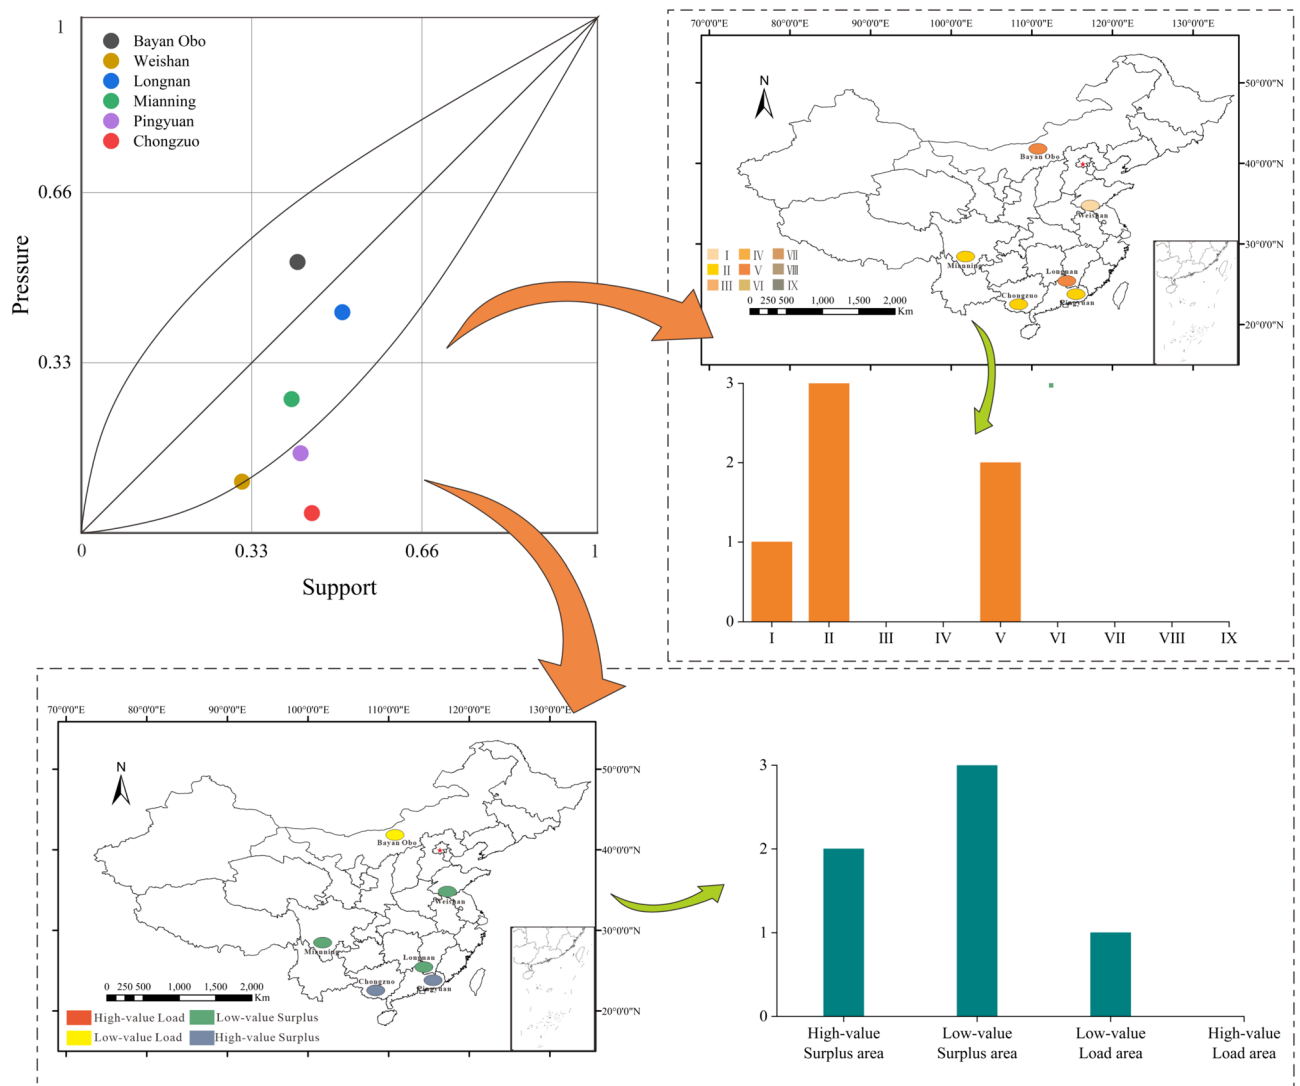 1
0.66
0.33
0
0.33
0.66
1
Pressure
Support
Bayan Obo
Weishan
Longnan
Mianning
Pingyuan
Chongzuo
70°0'0"E 80°0'0"E 90°0'0"E 100°0'0"E 110°0'0"E 120°0'0"E 130°0'0"E
50°0'0"N
40°0'0"N
30°0'0"N
20°0'0"N
N
Bayan Obo
Weishan
Mianning
Longnan
Chongzuo
Pingyuan
I IV VII
II V VIII
III VI IX
0 250 500 1,000 1,500 2,000
Km
3
2
1
0
I II III IV V VI VII VIII IX
70°0'0"E 80°0'0"E 90°0'0"E 100°0'0"E 110°0'0"E 120°0'0"E 130°0'0"E
50°0'0"N
40°0'0"N
30°0'0"N
20°0'0"N
N
Bayan Obo
Weishan
Mianning
Longnan
Chongzuo
Pingyuan
0 250 500 1,000 1,500 2,000
Km
High-value Load Low-value Surplus
Low-value Load High-value Surplus
3
2
1
0
High-value
Surplus area
Low-value
Surplus area
Low-value
Load area
High-value
Load area